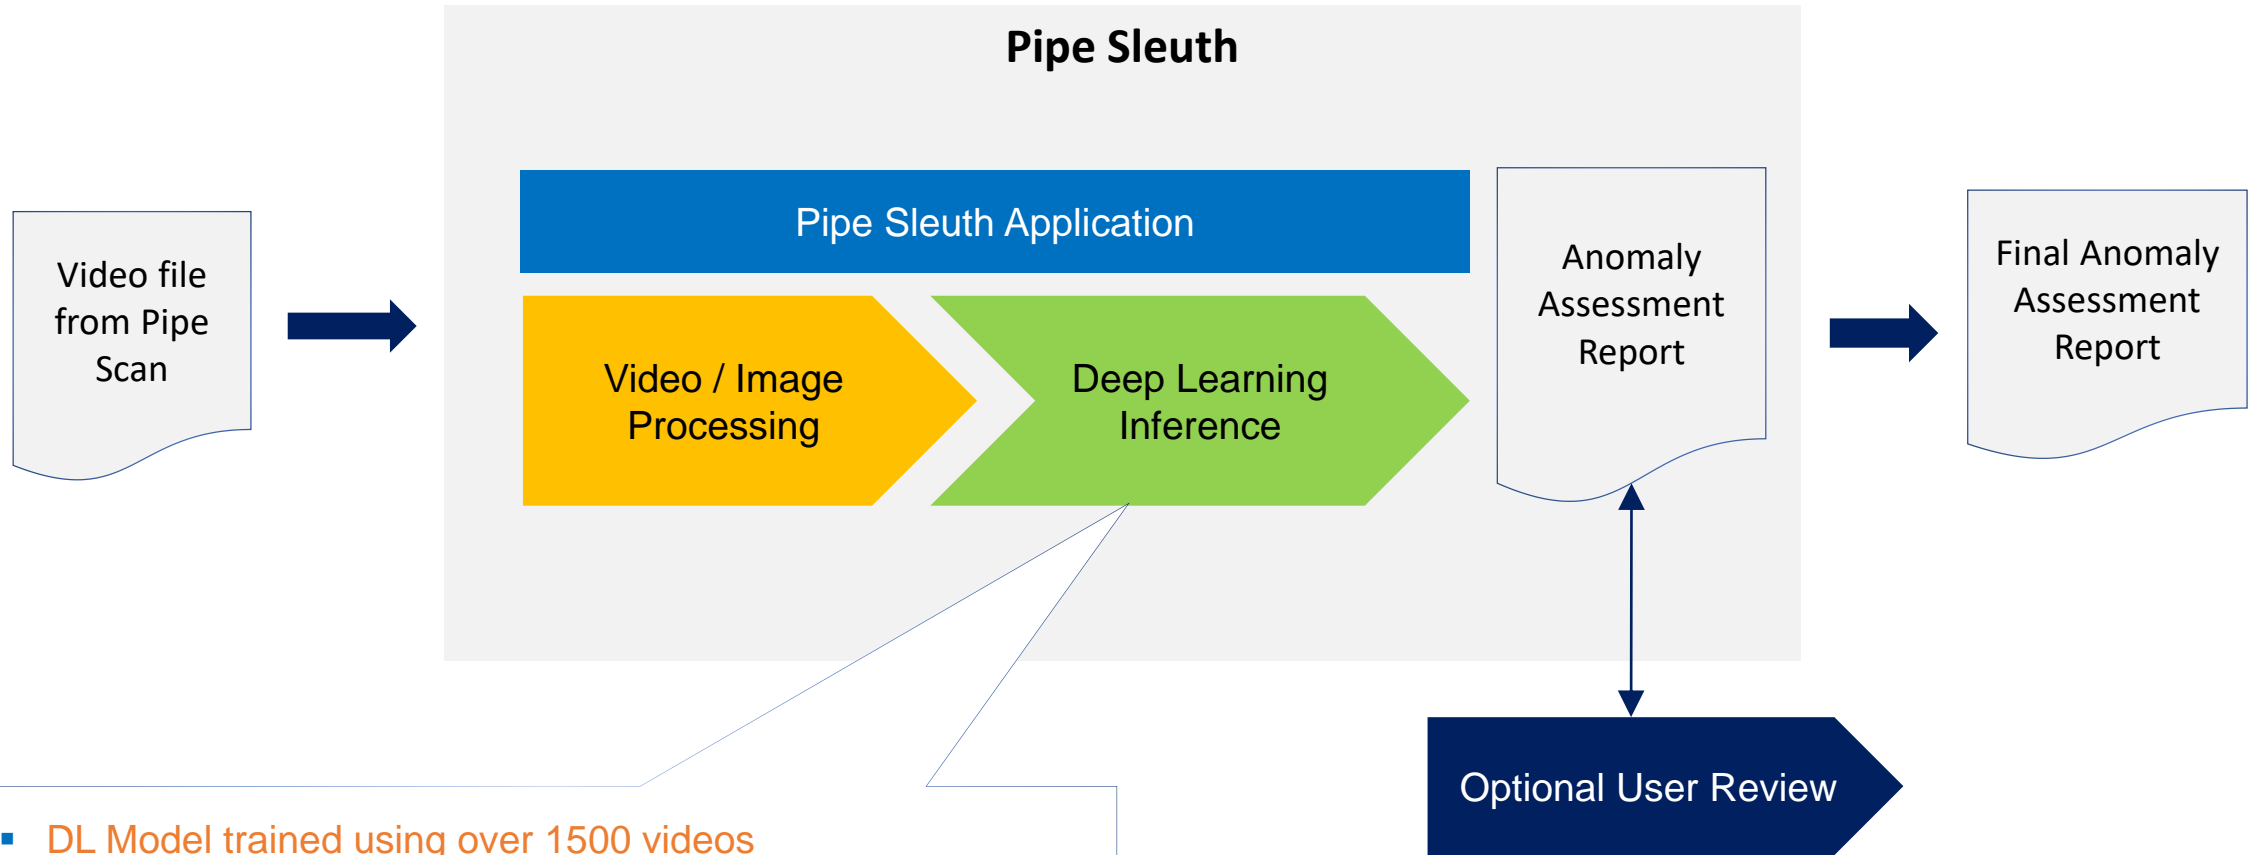 Pipe Sleuth
Video file
from Pipe
Scan
Pipe Sleuth Application
Video / Image
Processing
Deep Learning
Inference
Anomaly
Assessment
Report
Final Anomaly
Assessment
Report
Optional User Review
DL Model trained using over 1500 videos